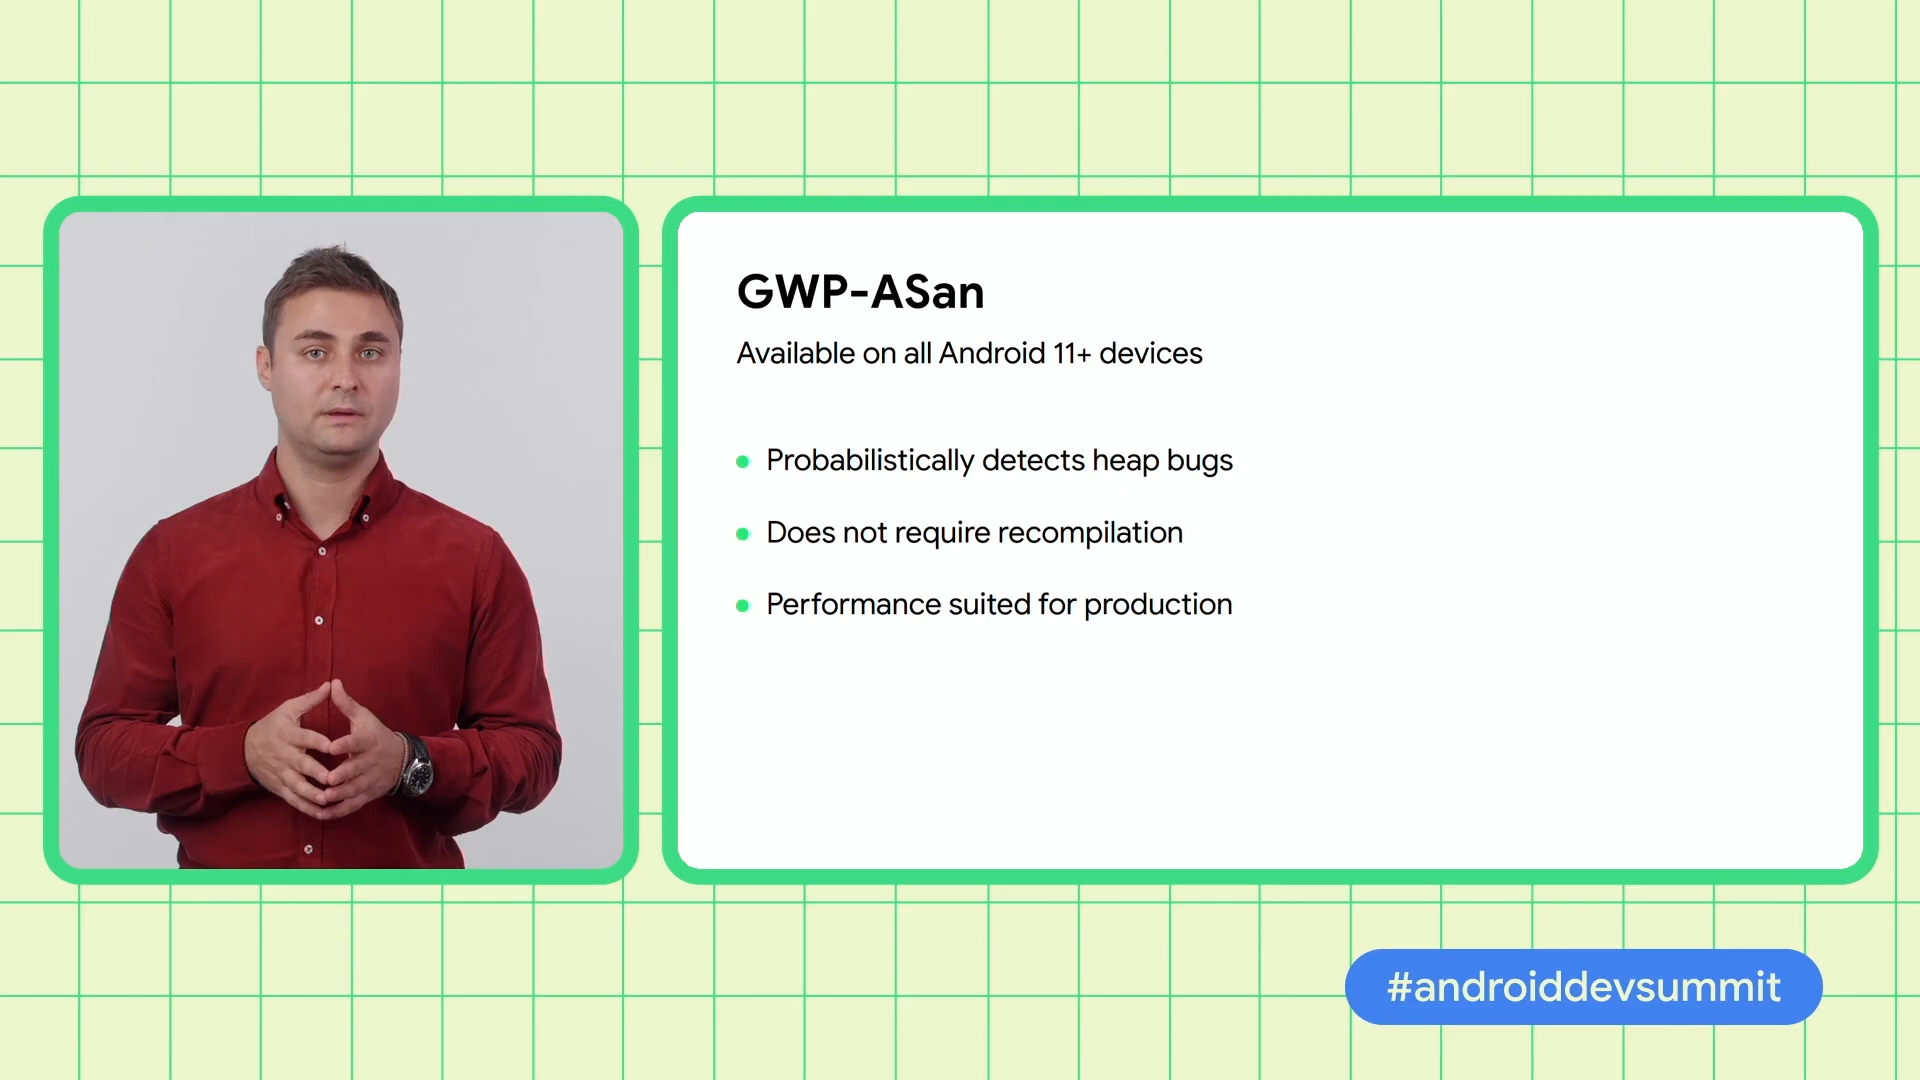 GWP-ASan
Available on all Android 11+ devices
Probabilistically detects heap bugs
Does not require recompilation
Performance suited for production
#androiddevsummit